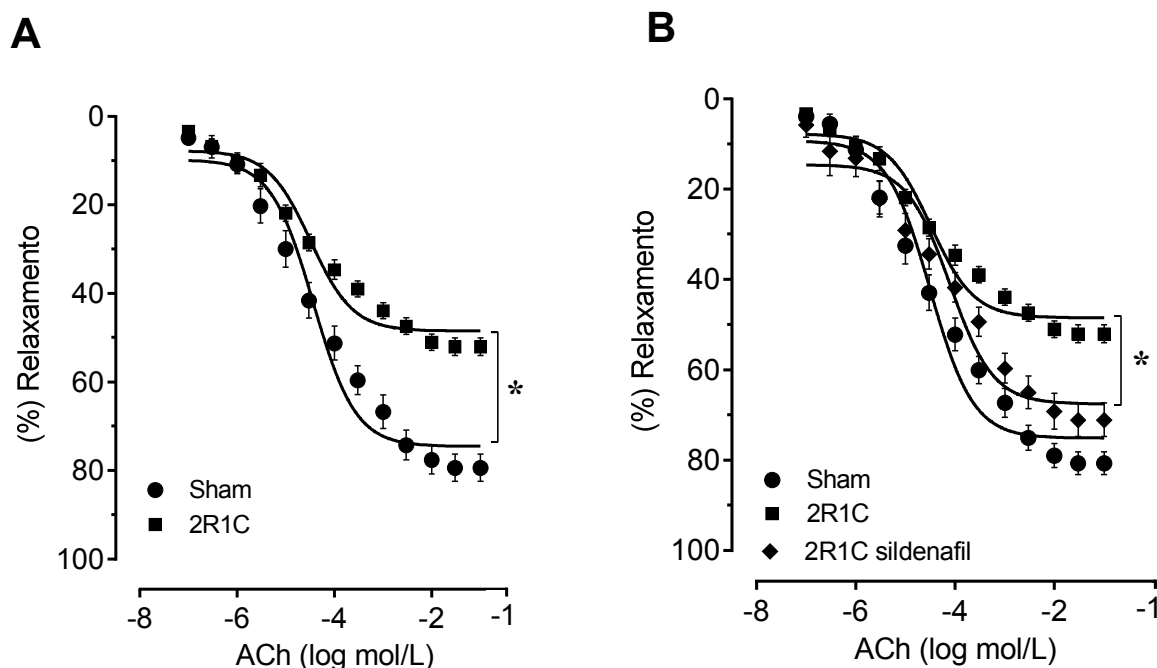 A
0
20
40
60
80
100
(%) Relaxamento
*
Sham
2R1C
-8
-6
-4
-2
-1
ACh (log mol/L)
B
0
20
40
60
80
100
(%) Relaxamento
*
Sham
2R1C
2R1C sildenafil
-8
-6
-4
-2
-1
ACh (log mol/L)